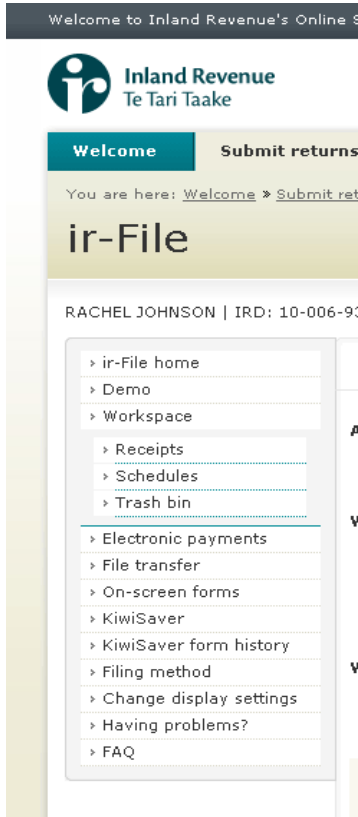 Welcome to Inland Revenue's Online
Inland Revenue
Te Tari Taake
Welcome
Submit returns
You are here: Welcome » Submit
ir-File
RACHEL JOHNSON | IRD: 10-006-
› ir-File home
› Demo
› Workspace
› Receipts
› Schedules
› Trash bin
› Electronic payments
› File transfer
› On-screen forms
› KiwiSaver
› KiwiSaver form history
› Filing method
› Change display settings
› Having problems?
› FAQ